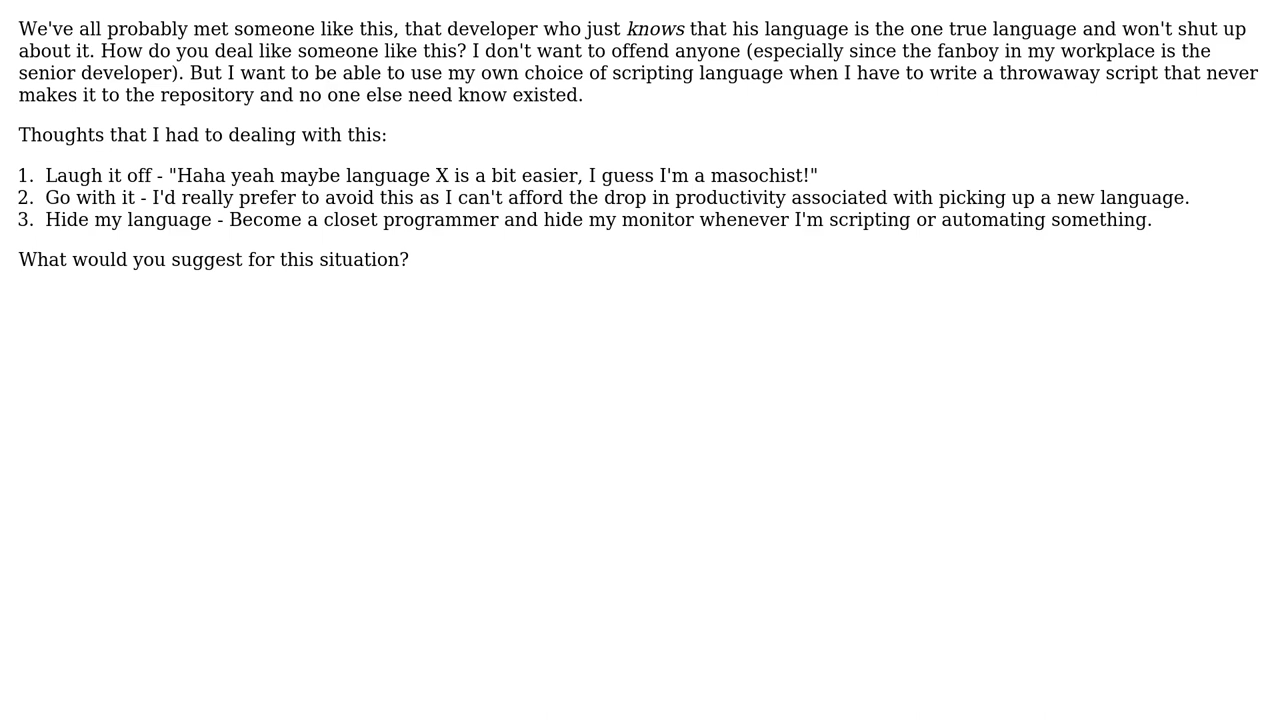 We've all probably met someone like this, that developer who just knows that his language is the one true language and won't shut up
about it. How do you deal like someone like this? I don't want to offend anyone (especially since the fanboy in my workplace is the
senior developer). But I want to be able to use my own choice of scripting language when I have to write a throwaway script that never
makes it to the repository and no one else need know existed.
Thoughts that I had to dealing with this:
1. Laugh it off - "Haha yeah maybe language X is a bit easier, I guess I'm a masochist!"
2. Go with it - I'd really prefer to avoid this as I can't afford the drop in productivity associated with picking up a new language.
3. Hide my language - Become a closet programmer and hide my monitor whenever I'm scripting or automating something.
What would you suggest for this situation?